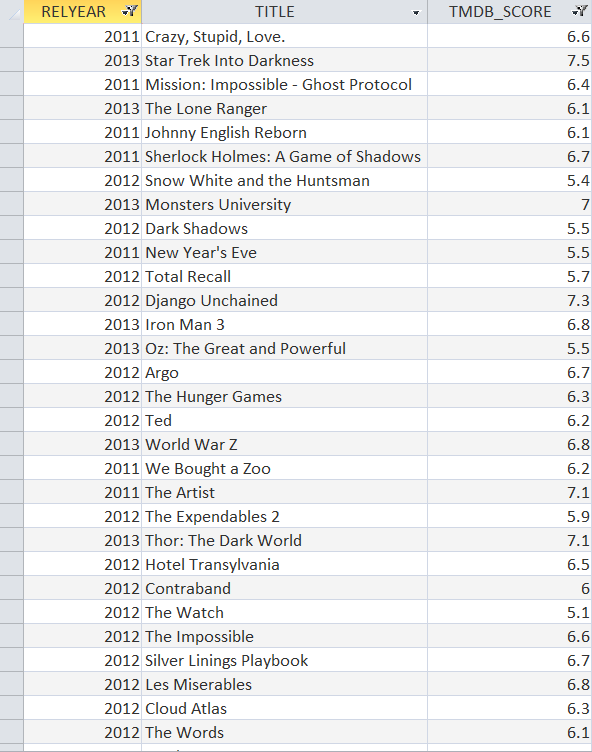 RELYEAR TITLE TMDB_SCORE
2011 Crazy, Stupid, Love. 6.6
2013 Star Trek Into Darkness 7.5
2011 Mission: Impossible - Ghost Protocol 6.4
2013 The Lone Ranger 6.1
2011 Johnny English Reborn 6.1
2011 Sherlock Holmes: A Game of Shadows 6.7
2012 Snow White and the Huntsman 5.4
2013 Monsters University 7
2012 Dark Shadows 5.5
2011 New Year's Eve 5.5
2012 Total Recall 5.7
2012 Django Unchained 7.3
2013 Iron Man 3 6.8
2013 Oz: The Great and Powerful 5.5
2012 Argo 6.7
2012 The Hunger Games 6.3
2012 Ted 6.2
2013 World War Z 6.8
2011 We Bought a Zoo 6.2
2011 The Artist 7.1
2012 The Expendables 2 5.9
2013 Thor: The Dark World 7.1
2012 Hotel Transylvania 6.5
2012 Contraband 6
2012 The Watch 5.1
2012 The Impossible 6.6
2012 Silver Linings Playbook 6.7
2012 Les Miserables 6.8
2012 Cloud Atlas 6.3
2012 The Words 6.1